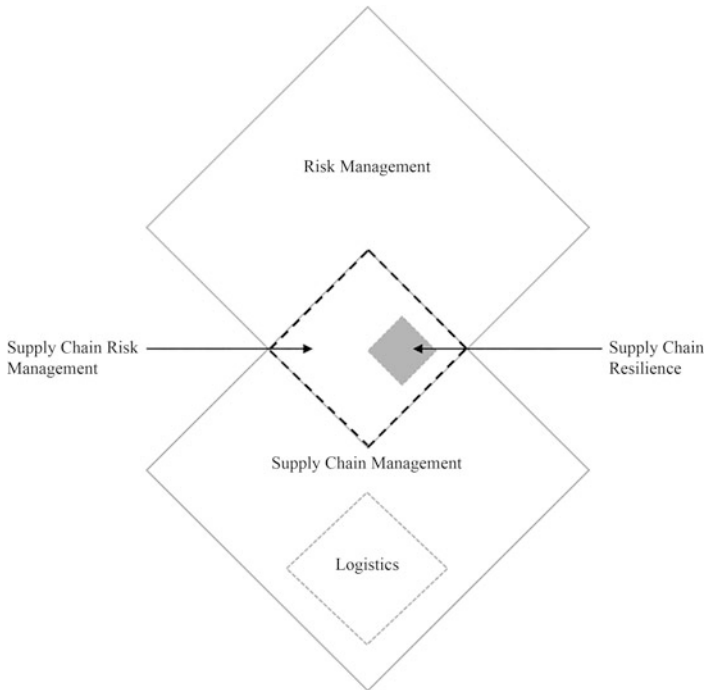 Risk Management
Supply Chain Risk
Management
Supply Chain
Resilience
Supply Chain Management
Logistics